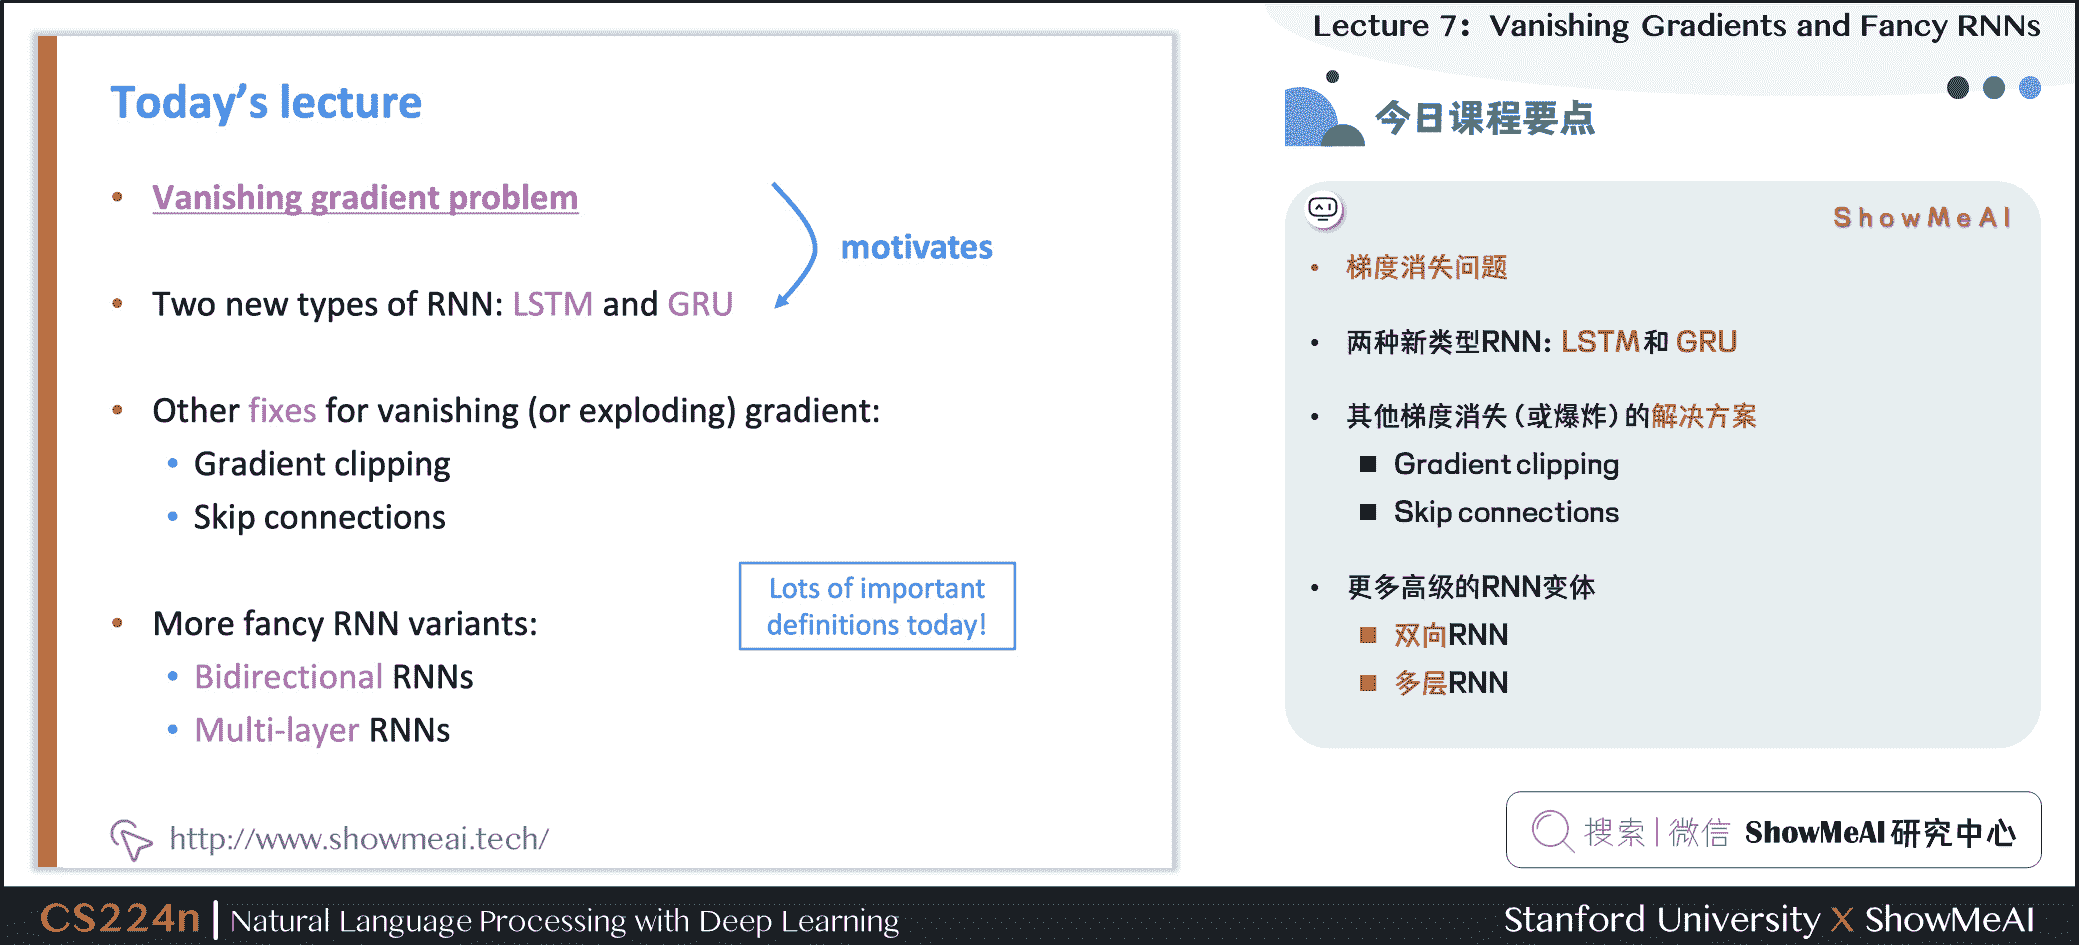 Lecture 7: Vanishing Gradients and Fancy RNNs
Today's lecture
• Vanishing gradient problem
motivates
• Two new types of RNN: LSTM and GRU
• Other fixes for vanishing (or exploding) gradient:
• Gradient clipping
• Skip connections
Lots of important
definitions today!
• More fancy RNN variants:
• Bidirectional RNNs
• Multi-layer RNNs
http://www.showmeai.tech/
今日课程要点
ShowMeAI
• 梯度消失问题
• 两种新类型RNN: LSTM和 GRU
• 其他梯度消失(或爆炸)的解决方案
■ Gradient clipping
■ Skip connections
• 更多高级的RNN变体
■ 双向RNN
■ 多层RNN
搜索|微信 ShowMeAI 研究中心
CS224n | Natural Language Processing with Deep Learning
Stanford University X ShowMeAI